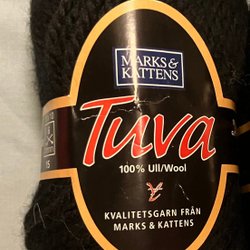 MARKS &
KATTENS
Tuva
100% Ull/Wool
KVALITETSGARN FRÅN
MARKS & KATTENS